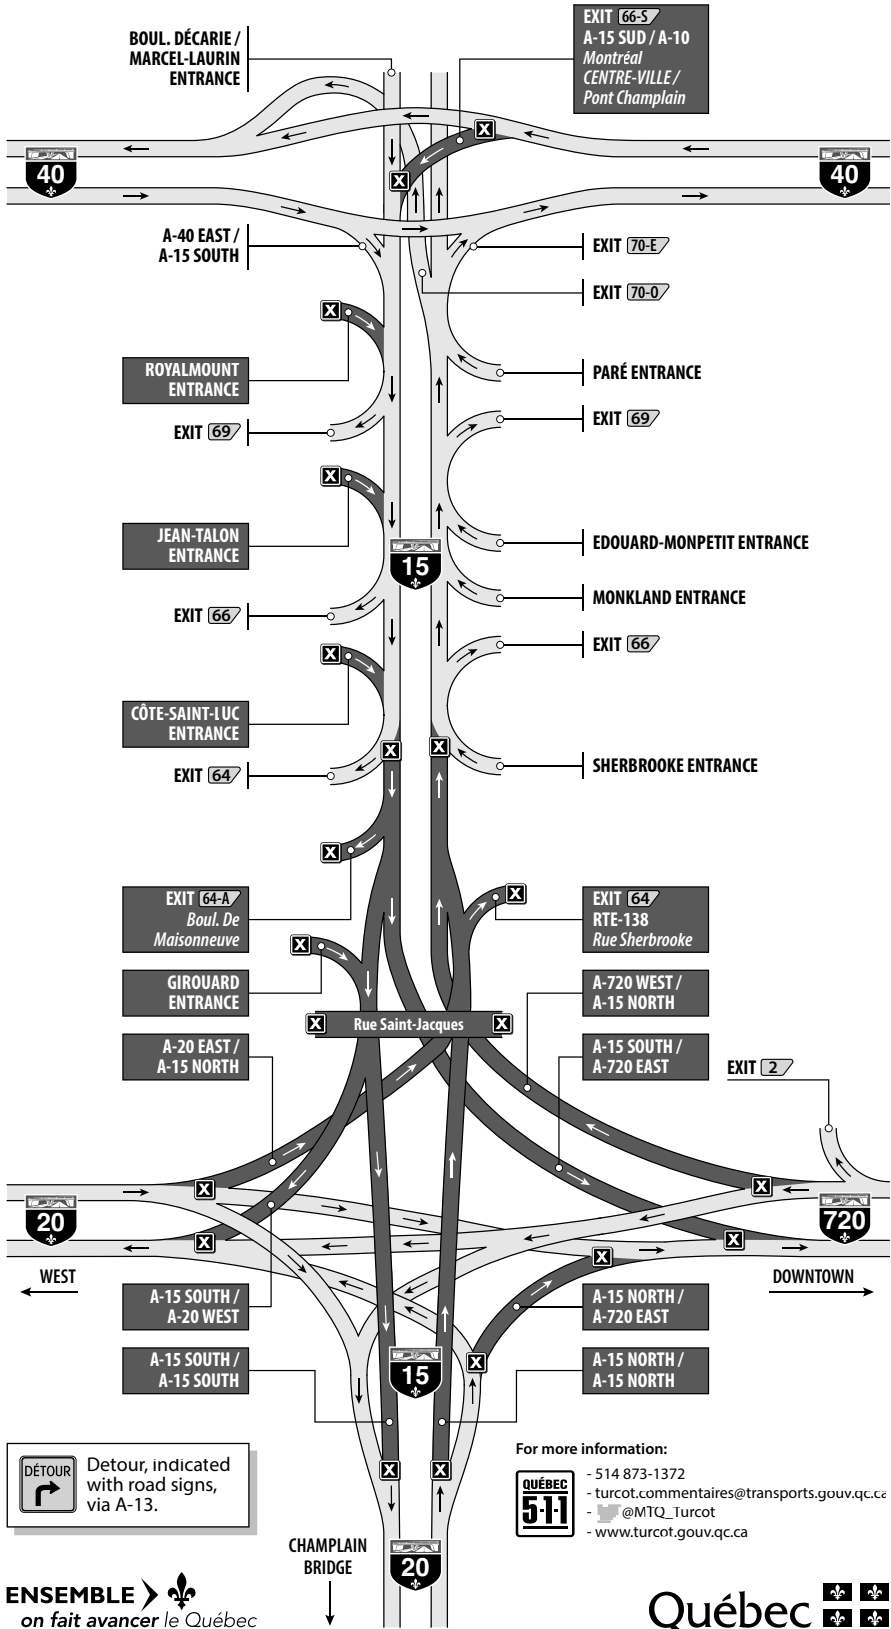 EXIT 66-S
A-15 SUD / A-10
Montréal
CENTRE-VILLE /
Pont Champlain
BOUL. DÉCARIE /
MARCEL-LAURIN
ENTRANCE
X
X
40
40
A-40 EAST /
A-15 SOUTH
EXIT 70-E
EXIT 70-O
X
ROYALMOUNT
ENTRANCE
PARÉ ENTRANCE
EXIT 69
EXIT 69
X
JEAN-TALON
ENTRANCE
EDOUARD-MONPETIT ENTRANCE
15
MONKLAND ENTRANCE
EXIT 66
EXIT 66
X
CÔTE-SAINT-LUC
ENTRANCE
X
X
EXIT 64
SHERBROOKE ENTRANCE
X
EXIT 64-A
Boul. De
Maisonneuve
X
EXIT 64
RTE-138
Rue Sherbrooke
X
GIROUARD
ENTRANCE
A-720 WEST /
A-15 NORTH
X Rue Saint-Jacques X
A-20 EAST /
A-15 NORTH
A-15 SOUTH /
A-720 EAST
EXIT 2
X
X
20
720
X
X
X
WEST
DOWNTOWN
A-15 SOUTH /
A-20 WEST
A-15 NORTH /
A-720 EAST
A-15 SOUTH /
A-15 SOUTH
15
X
A-15 NORTH /
A-15 NORTH
X
X
DÉTOUR
Detour, indicated
with road signs,
via A-13.
For more information:
QUÉBEC
511
- 514 873-1372
- turcot.commentaires@transports.gouv.qc.ca
- @MTQ_Turcot
- www.turcot.gouv.qc.ca
CHAMPLAIN
BRIDGE
20
ENSEMBLE
on fait avancer le Québec
Québec